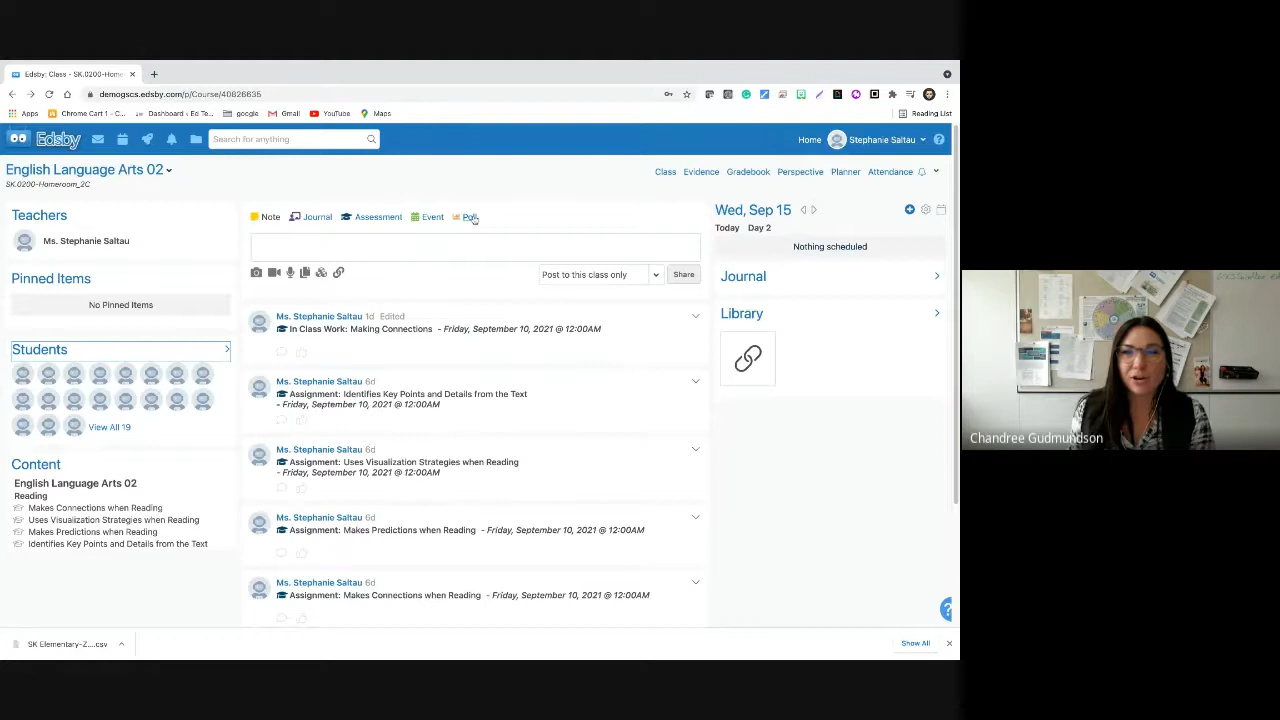 Edsby: Class - SK.0200-Home
demogscs.edsby.com/p/Course/40826635
Apps
Chrome Cart 1 – C...
Dashboard ‹ Ed Te...
google
Gmail
YouTube
Maps
Reading List
Edsby
Search for anything
Home
Stephanie Saltau
English Language Arts 02
SK.0200-Homeroom_2C
Class
Evidence
Gradebook
Perspective
Planner
Attendance
Teachers
Ms. Stephanie Saltau
Pinned Items
No Pinned Items
Students
View All 19
Content
English Language Arts 02
Reading
Makes Connections when Reading
Uses Visualization Strategies when Reading
Makes Predictions when Reading
Identifies Key Points and Details from the Text
Note
Journal
Assessment
Event
Poll
Post to this class only
Share
Ms. Stephanie Saltau 1d Edited
In Class Work: Making Connections - Friday, September 10, 2021 @ 12:00AM
Ms. Stephanie Saltau 6d
Assignment: Identifies Key Points and Details from the Text
- Friday, September 10, 2021 @ 12:00AM
Ms. Stephanie Saltau 6d
Assignment: Uses Visualization Strategies when Reading
- Friday, September 10, 2021 @ 12:00AM
Ms. Stephanie Saltau 6d
Assignment: Makes Predictions when Reading - Friday, September 10, 2021 @ 12:00AM
Ms. Stephanie Saltau 6d
Assignment: Makes Connections when Reading - Friday, September 10, 2021 @ 12:00AM
Wed, Sep 15
Today Day 2
Nothing scheduled
Journal
Library
SK Elementary-Z....csv
Show All
Chandree Gudmundson